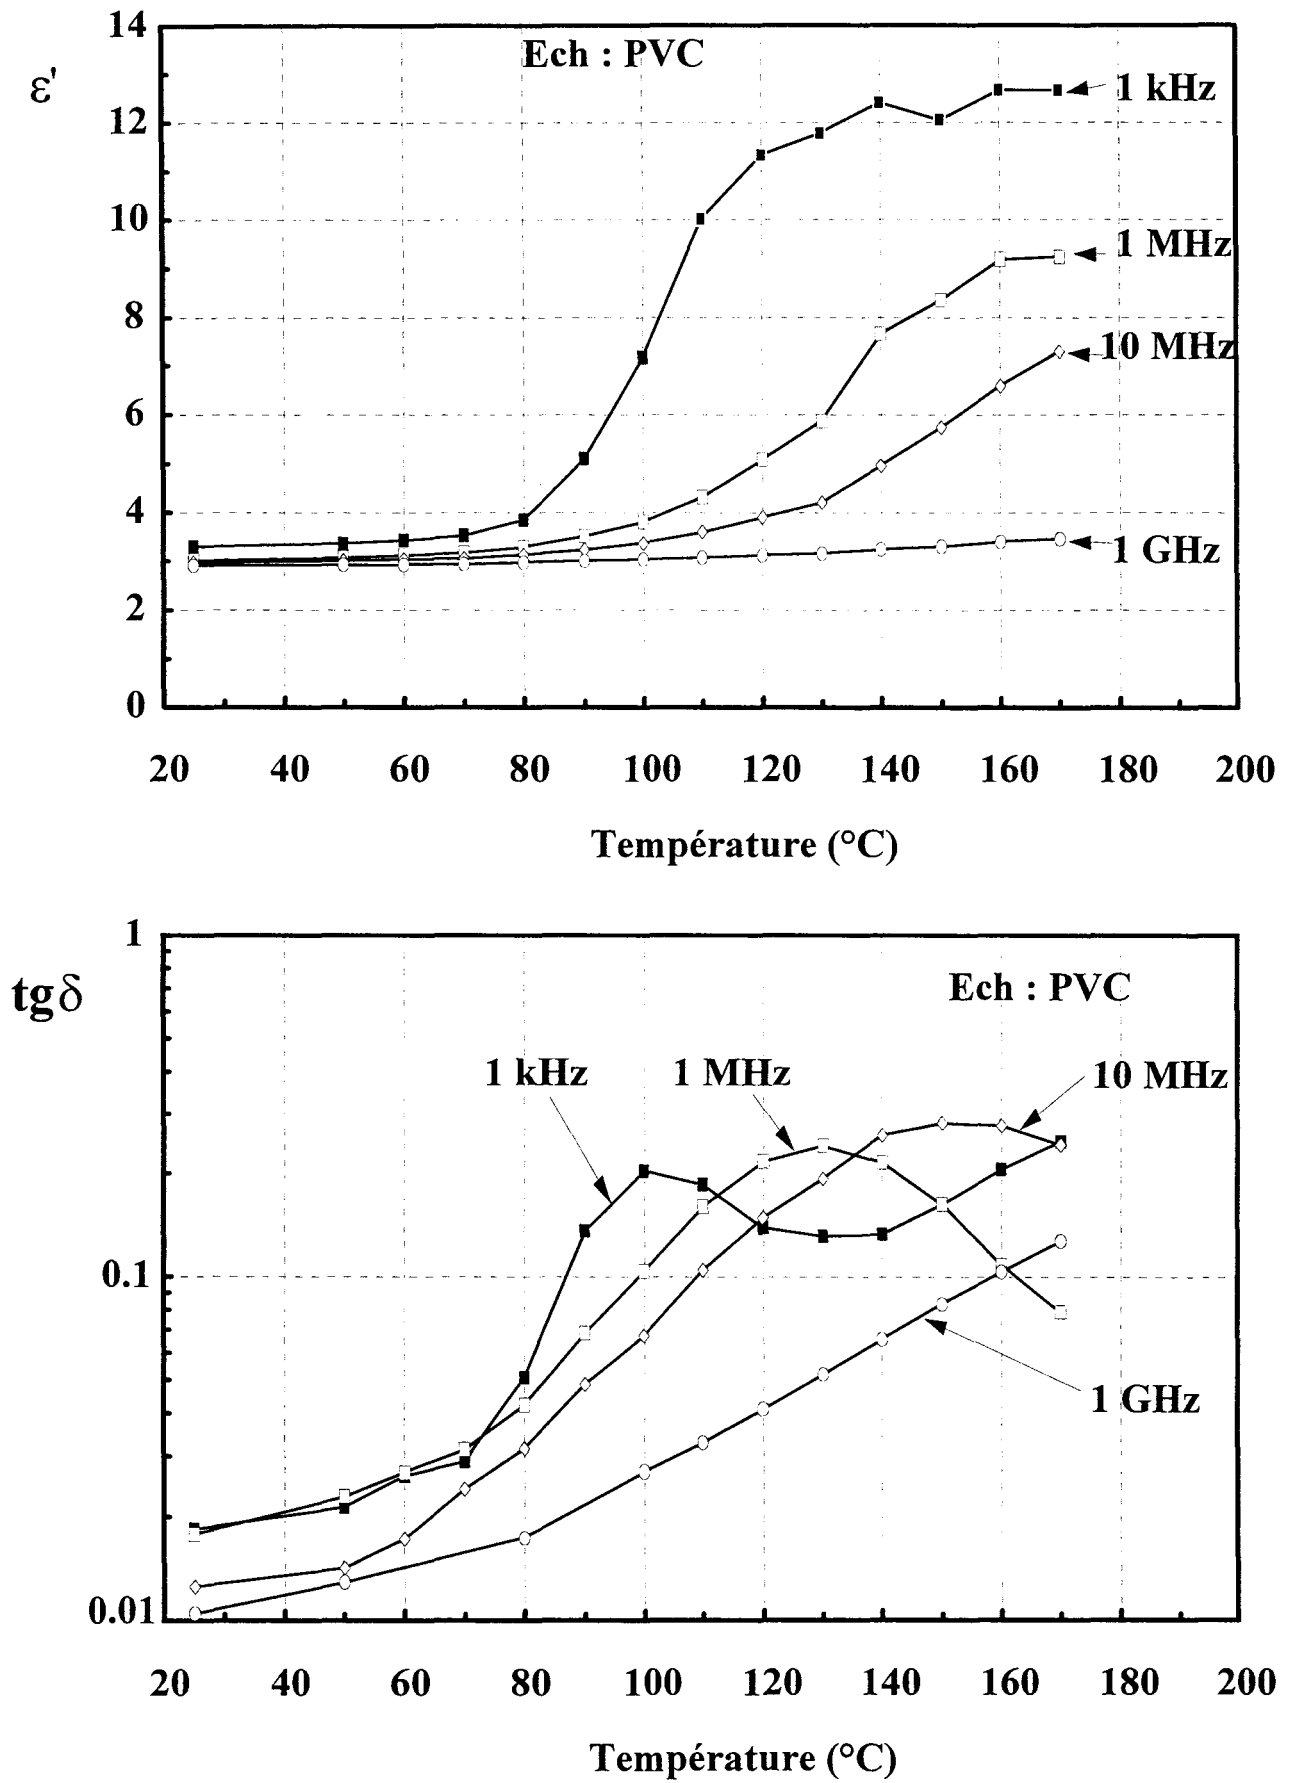 14
Ech : PVC
ε'
1 kHz
12
10
1 MHz
8
10 MHz
6
4
1 GHz
2
0
20 40 60 80 100 120 140 160 180 200
Température (°C)
1
tgδ
Ech : PVC
1 kHz 1 MHz 10 MHz
0.1
1 GHz
0.01
20 40 60 80 100 120 140 160 180 200
Température (°C)